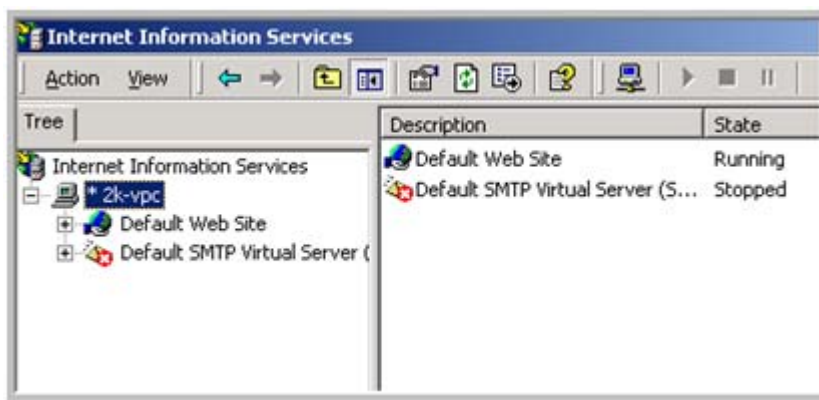 Internet Information Services
Action View
Tree
Internet Information Services
* 2k-vpc
Default Web Site
Default SMTP Virtual Server (
Description State
Default Web Site Running
Default SMTP Virtual Server (S... Stopped